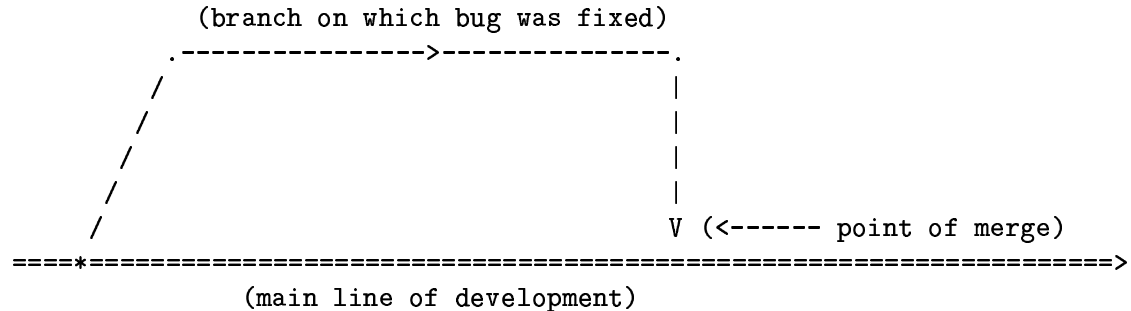 (branch on which bug was fixed)
.---------------->---------------.
/ |
/ |
/ |
/ |
/ V (<------ point of merge)
====*===================================================================>
(main line of development)